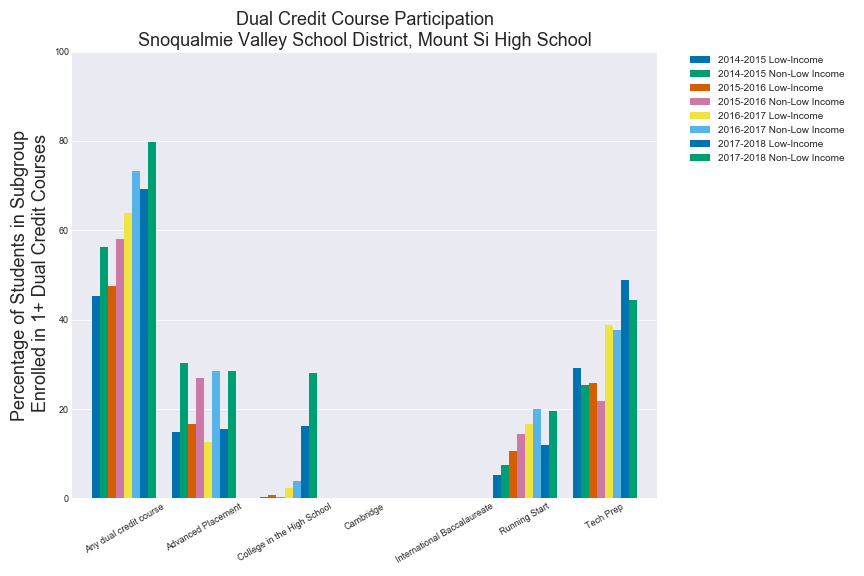 Dual Credit Course Participation
Snoqualmie Valley School District, Mount Si High School
Percentage of Students in Subgroup
Enrolled in 1+ Dual Credit Courses
100
80
60
40
20
0
Any dual credit course
Advanced Placement
College in the High School
Cambridge
International Baccalaureate
Running Start
Tech Prep
2014-2015 Low-Income
2014-2015 Non-Low Income
2015-2016 Low-Income
2015-2016 Non-Low Income
2016-2017 Low-Income
2016-2017 Non-Low Income
2017-2018 Low-Income
2017-2018 Non-Low Income